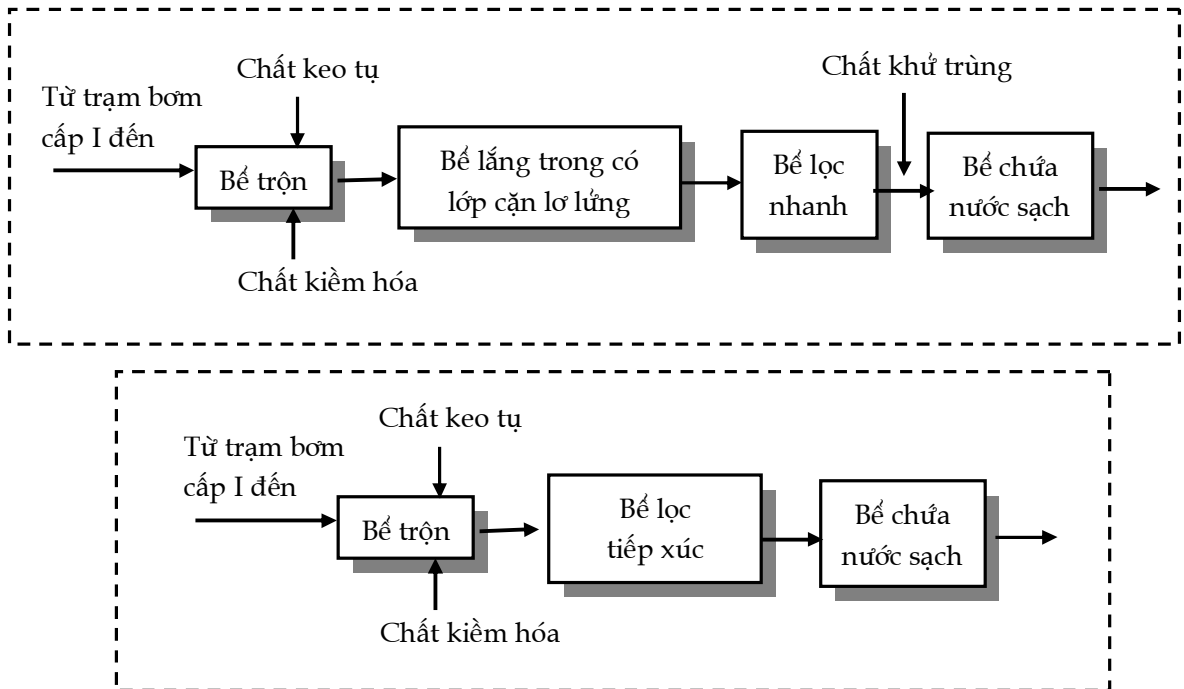 Chất keo tụ
Chất khử trùng
Từ trạm bơm
cấp I đến
Bể trộn
Bể lắng trong có
lớp cặn lơ lửng
Bể lọc
nhanh
Bể chứa
nước sạch
Chất kiềm hóa
Chất keo tụ
Từ trạm bơm
cấp I đến
Bể trộn
Bể lọc
tiếp xúc
Bể chứa
nước sạch
Chất kiềm hóa